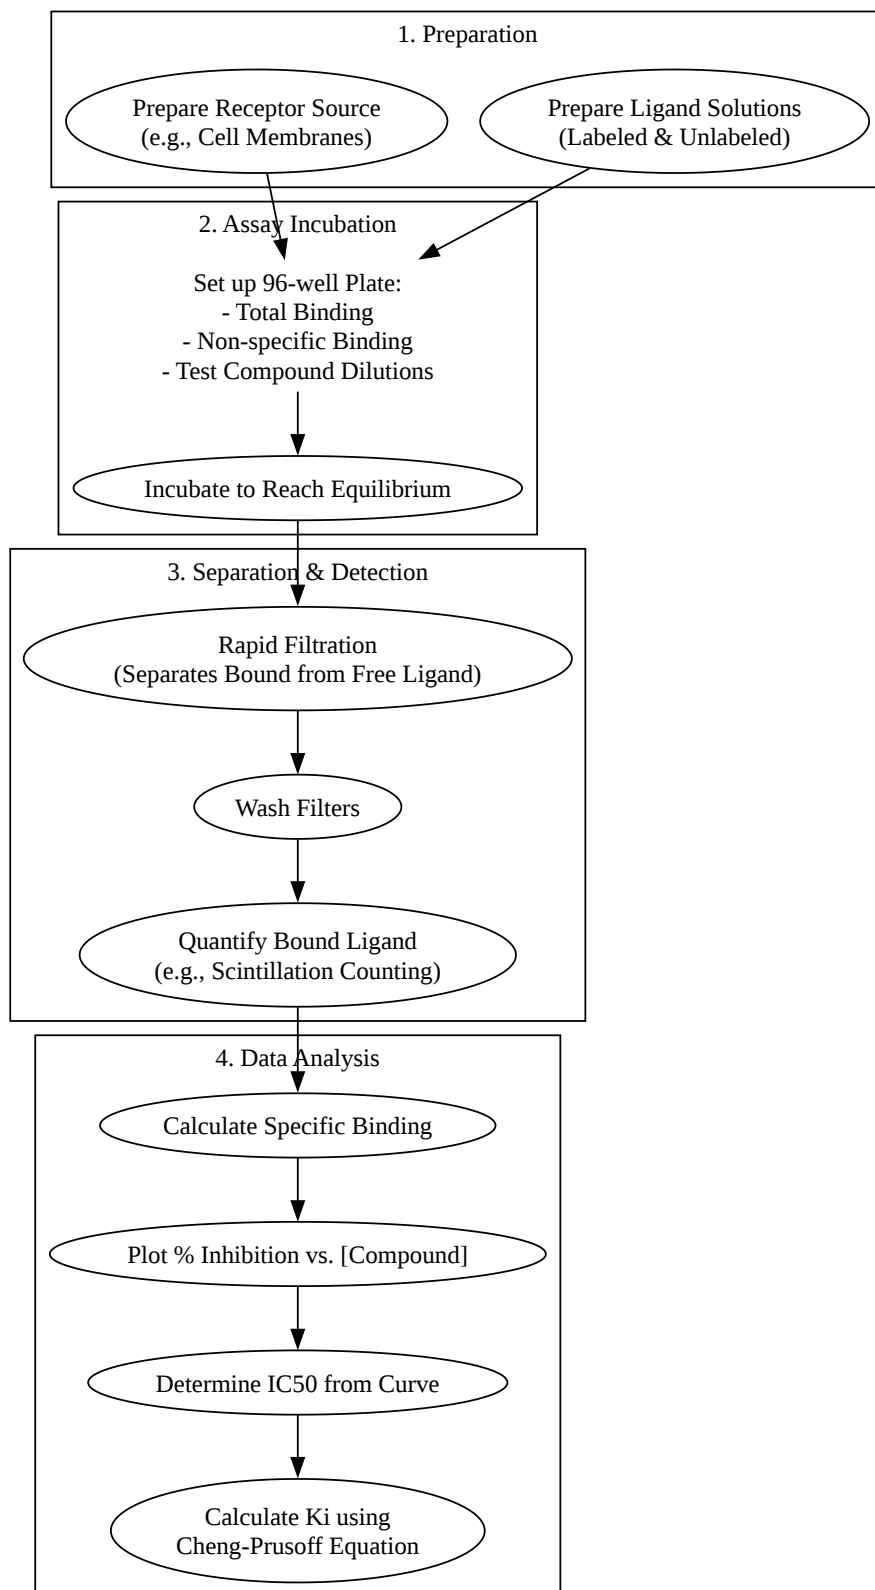 1. Preparation
Prepare Receptor Source
(e.g., Cell Membranes)
Prepare Ligand Solutions
(Labeled & Unlabeled)
2. Assay Incubation
Set up 96-well Plate:
- Total Binding
- Non-specific Binding
- Test Compound Dilutions
Incubate to Reach Equilibrium
3. Separation & Detection
Rapid Filtration
(Separates Bound from Free Ligand)
Wash Filters
Quantify Bound Ligand
(e.g., Scintillation Counting)
4. Data Analysis
Calculate Specific Binding
Plot % Inhibition vs. [Compound]
Determine IC50 from Curve
Calculate Ki using
Cheng-Prusoff Equation